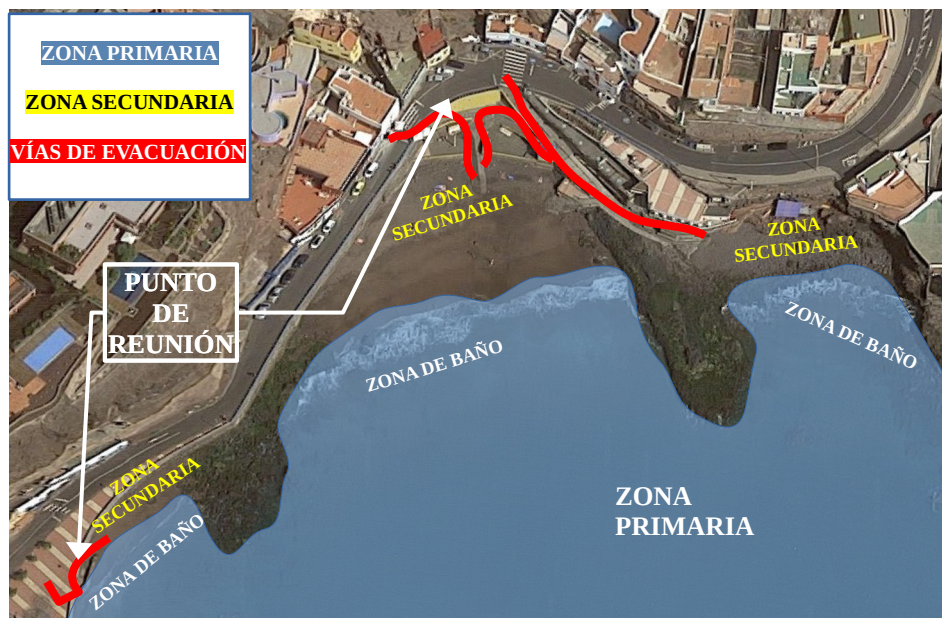 ZONA PRIMARIA
ZONA SECUNDARIA
VÍAS DE EVACUACIÓN
ZONA
SECUNDARIA
ZONA
SECUNDARIA
PUNTO
DE
REUNIÓN
ZONA DE BAÑO
ZONA DE BAÑO
ZONA
SECUNDARIA
ZONA
PRIMARIA
ZONA DE BAÑO